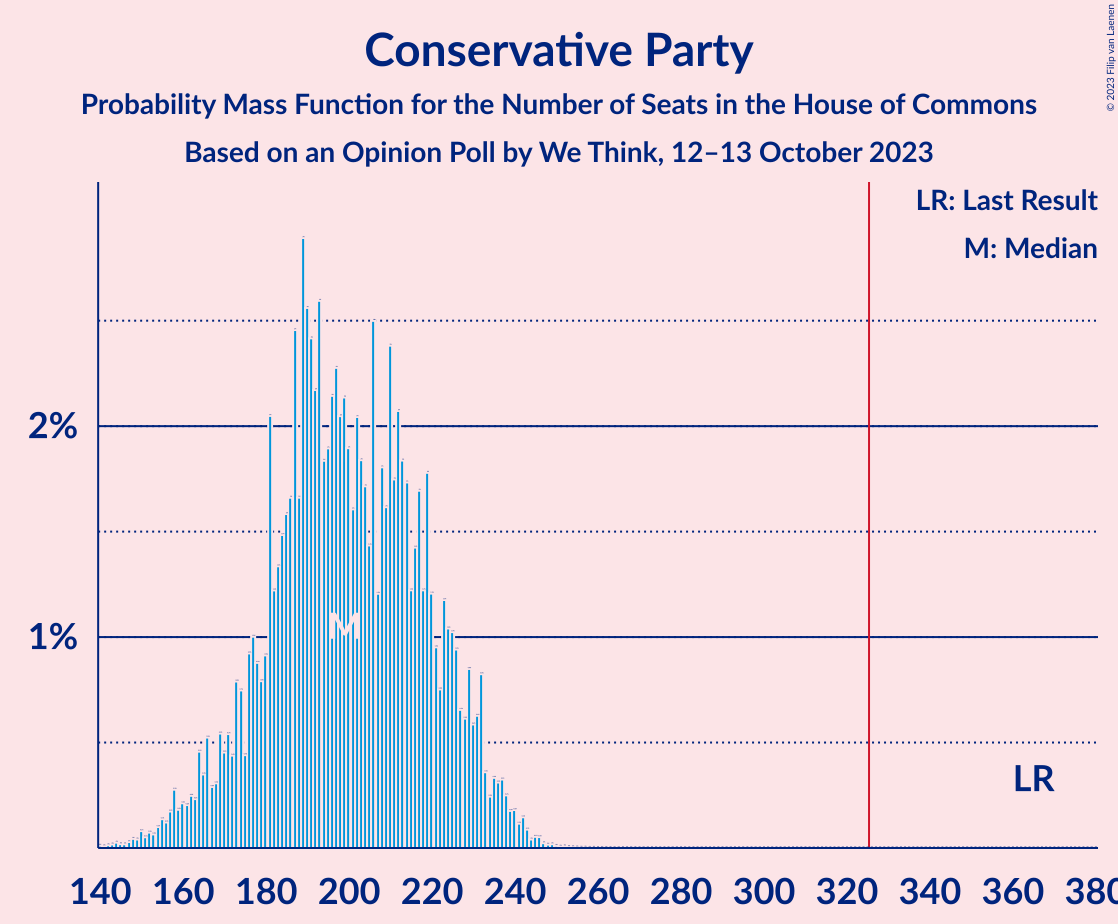 Conservative Party
Probability Mass Function for the Number of Seats in the House of Commons
Based on an Opinion Poll by We Think, 12–13 October 2023
© 2023 Filip van Laenen
LR: Last Result
M: Median
2%
1%
M
LR
140 160 180 200 220 240 260 280 300 320 340 360 380